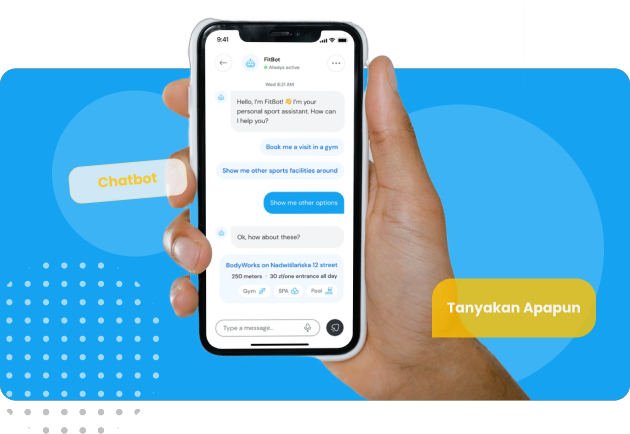 9:41
FitBot
Always active
Wed 8:21 AM
Hello, I'm FitBot! 👋 I'm your
personal sport assistant. How can
I help you?
Book me a visit in a gym
Show me other sports facilities around
Show me other options
Ok, how about these?
BodyWorks on Nadwiślańska 12 street
250 meters · 30 zł/one entrance all day
Gym
SPA
Pool
Type a message..
Chatbot
Tanyakan Apapun